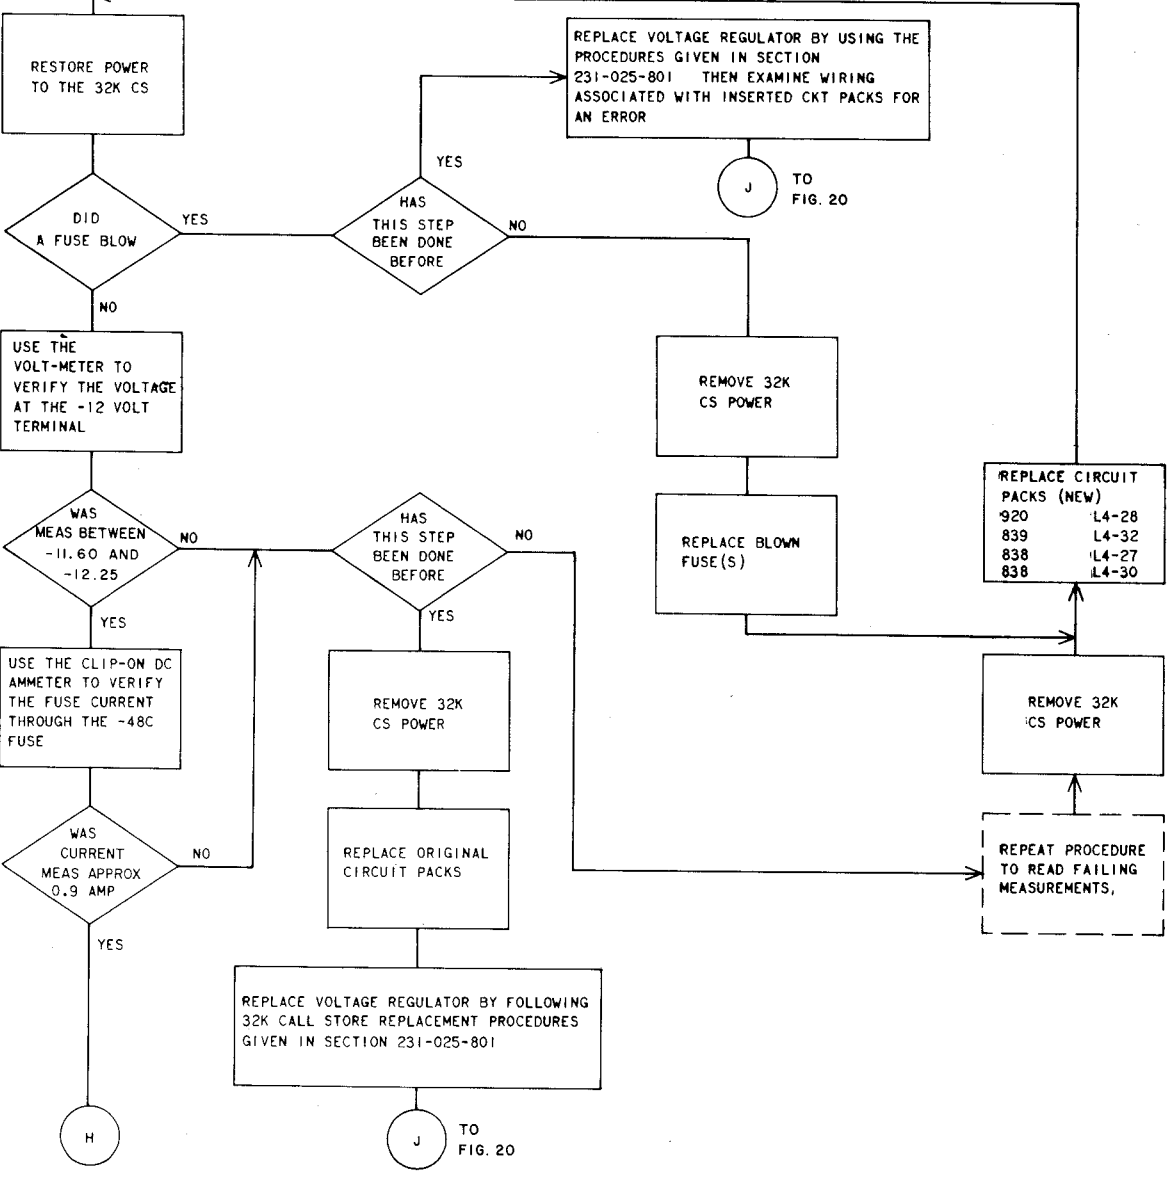 RESTORE POWER
TO THE 32K CS
REPLACE VOLTAGE REGULATOR BY USING THE
PROCEDURES GIVEN IN SECTION
231-025-801 THEN EXAMINE WIRING
ASSOCIATED WITH INSERTED CKT PACKS FOR
AN ERROR
J
TO
FIG. 20
DID
A FUSE BLOW
YES
NO
HAS
THIS STEP
BEEN DONE
BEFORE
YES
NO
USE THE
VOLT-METER TO
VERIFY THE VOLTAGE
AT THE -12 VOLT
TERMINAL
REMOVE 32K
CS POWER
REPLACE BLOWN
FUSE(S)
REPLACE CIRCUIT
PACKS (NEW)
920 L4-28
839 L4-32
838 L4-27
838 L4-30
WAS
MEAS BETWEEN
-11.60 AND
-12.25
NO
YES
HAS
THIS STEP
BEEN DONE
BEFORE
NO
YES
USE THE CLIP-ON DC
AMMETER TO VERIFY
THE FUSE CURRENT
THROUGH THE -48C
FUSE
REMOVE 32K
CS POWER
REMOVE 32K
CS POWER
WAS
CURRENT
MEAS APPROX
0.9 AMP
NO
YES
REPLACE ORIGINAL
CIRCUIT PACKS
REPEAT PROCEDURE
TO READ FAILING
MEASUREMENTS,
REPLACE VOLTAGE REGULATOR BY FOLLOWING
32K CALL STORE REPLACEMENT PROCEDURES
GIVEN IN SECTION 231-025-801
H
J
TO
FIG. 20